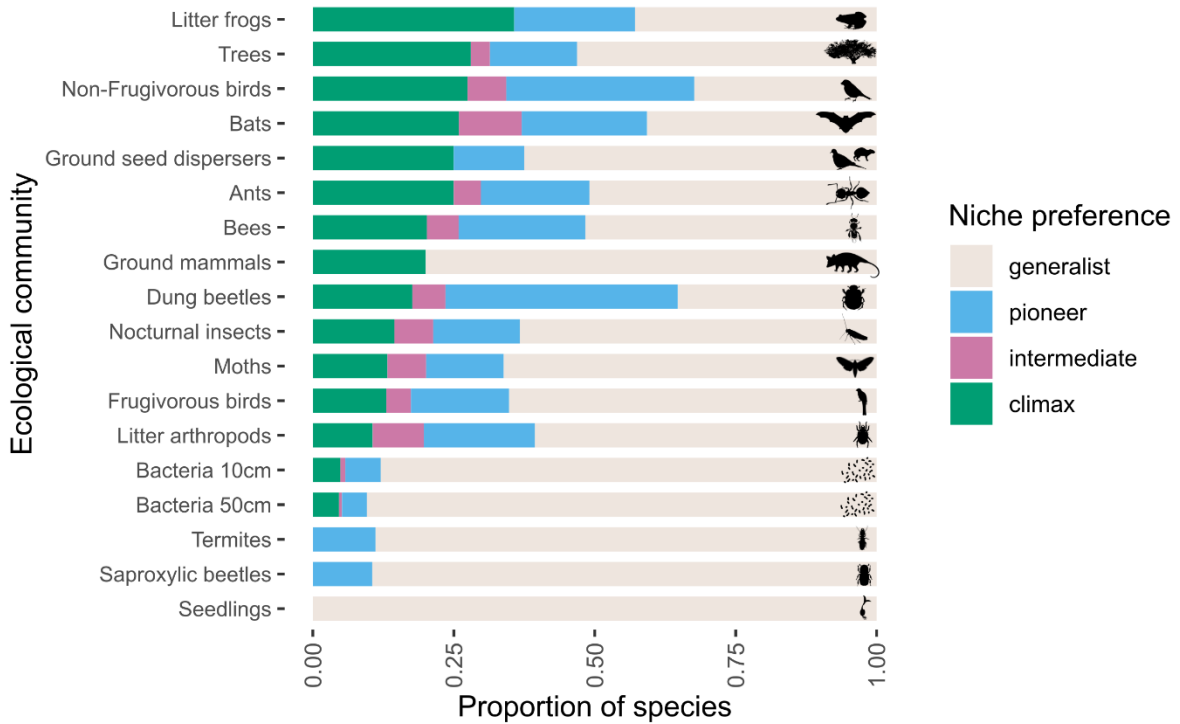 Ecological community
Litter frogs
Trees
Non-Frugivorous birds
Bats
Ground seed dispersers
Ants
Bees
Ground mammals
Dung beetles
Nocturnal insects
Moths
Frugivorous birds
Litter arthropods
Bacteria 10cm
Bacteria 50cm
Termites
Saproxylic beetles
Seedlings
0.00
0.25
0.50
0.75
1.00
Proportion of species
Niche preference
generalist
pioneer
intermediate
climax